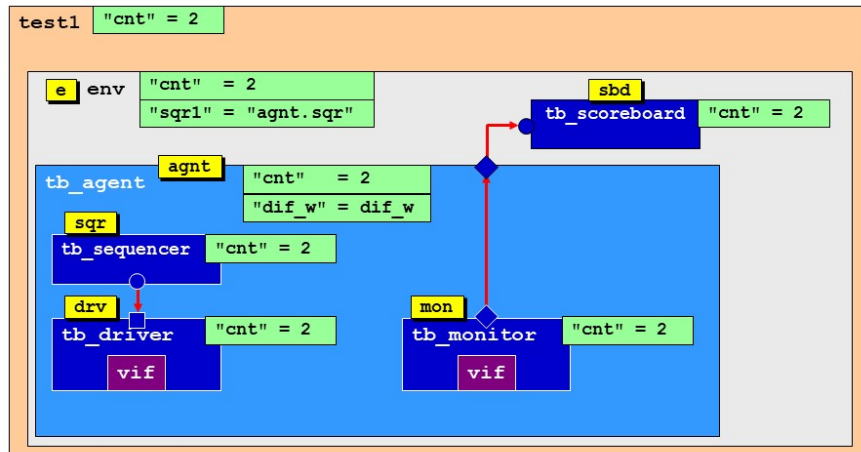 test1 "cnt" = 2
e env "cnt" = 2
"sqr1" = "agnt.sqr"
sbd
tb_scoreboard "cnt" = 2
agnt
tb_agent "cnt" = 2
"dif_w" = dif_w
sqr
tb_sequencer "cnt" = 2
drv
tb_driver "cnt" = 2
vif
mon
tb_monitor "cnt" = 2
vif